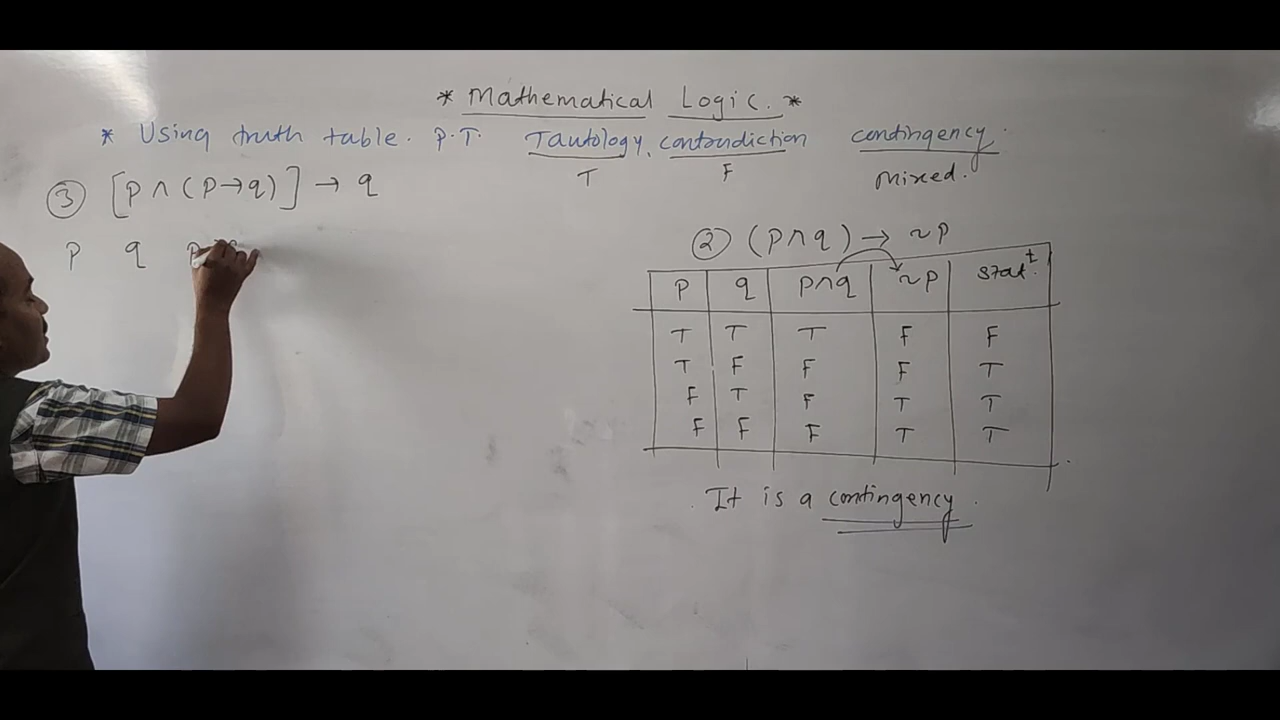 * Mathematical Logic. *
* Using truth table. P.T. Tautology, contradiction contingency.
T F Mixed.
③ [p ∧ (p → q)] → q
p q p
② (p ∧ q) → ~p
p q p∧q ~p stat^t.
T T T F F
T F F F T
F T F T T
F F F T T
It is a contingency.